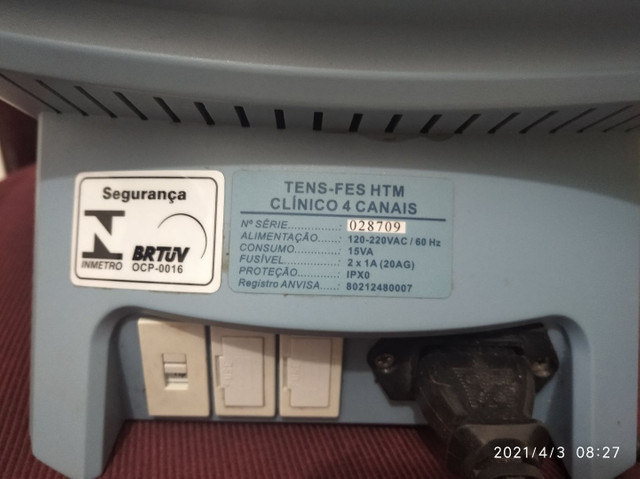 Segurança
INMETRO
BRTÜV
OCP-0016
TENS-FES HTM
CLÍNICO 4 CANAIS
Nº SÉRIE....................: 028709
ALIMENTAÇÃO.....: 120-220VAC / 60 Hz
CONSUMO..............: 15VA
FUSÍVEL..................: 2 x 1A (20AG)
PROTEÇÃO............: IPX0
Registro ANVISA.....: 80212480007
2021/4/3 08:27